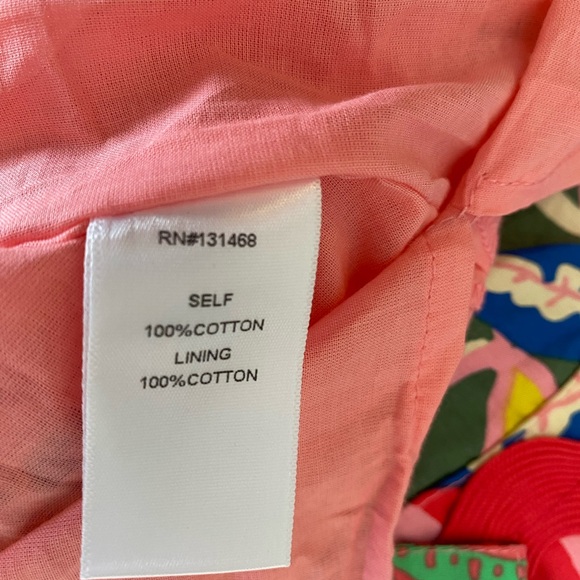 RN#131468
SELF
100%COTTON
LINING
100%COTTON